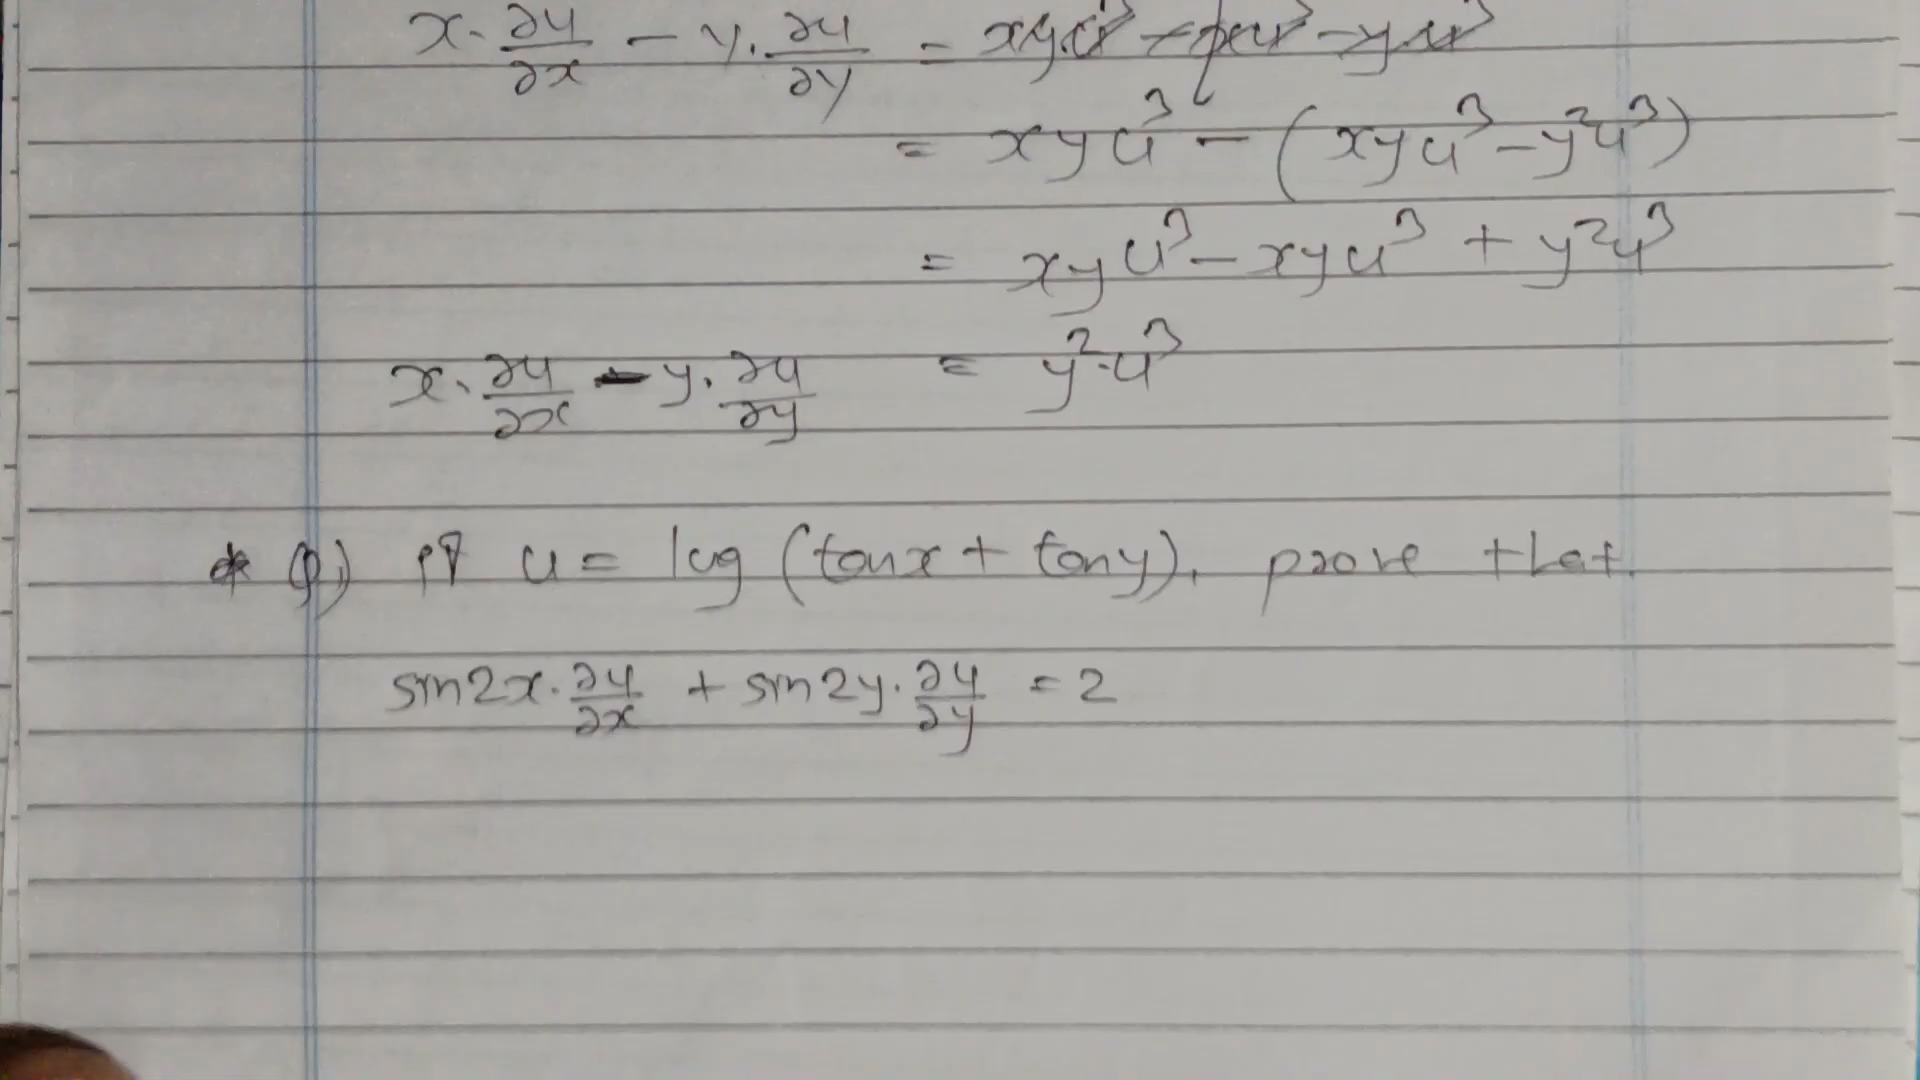 x·∂u/∂x − y·∂u/∂y =
= xyu³ − (xyu³ − y²u³)
= xyu³ − xyu³ + y²u³
x·∂u/∂x − y·∂u/∂y = y²·u³
* Q.) If u = log (tanx + tany), prove that.
sin2x·∂u/∂x + sin2y·∂u/∂y = 2